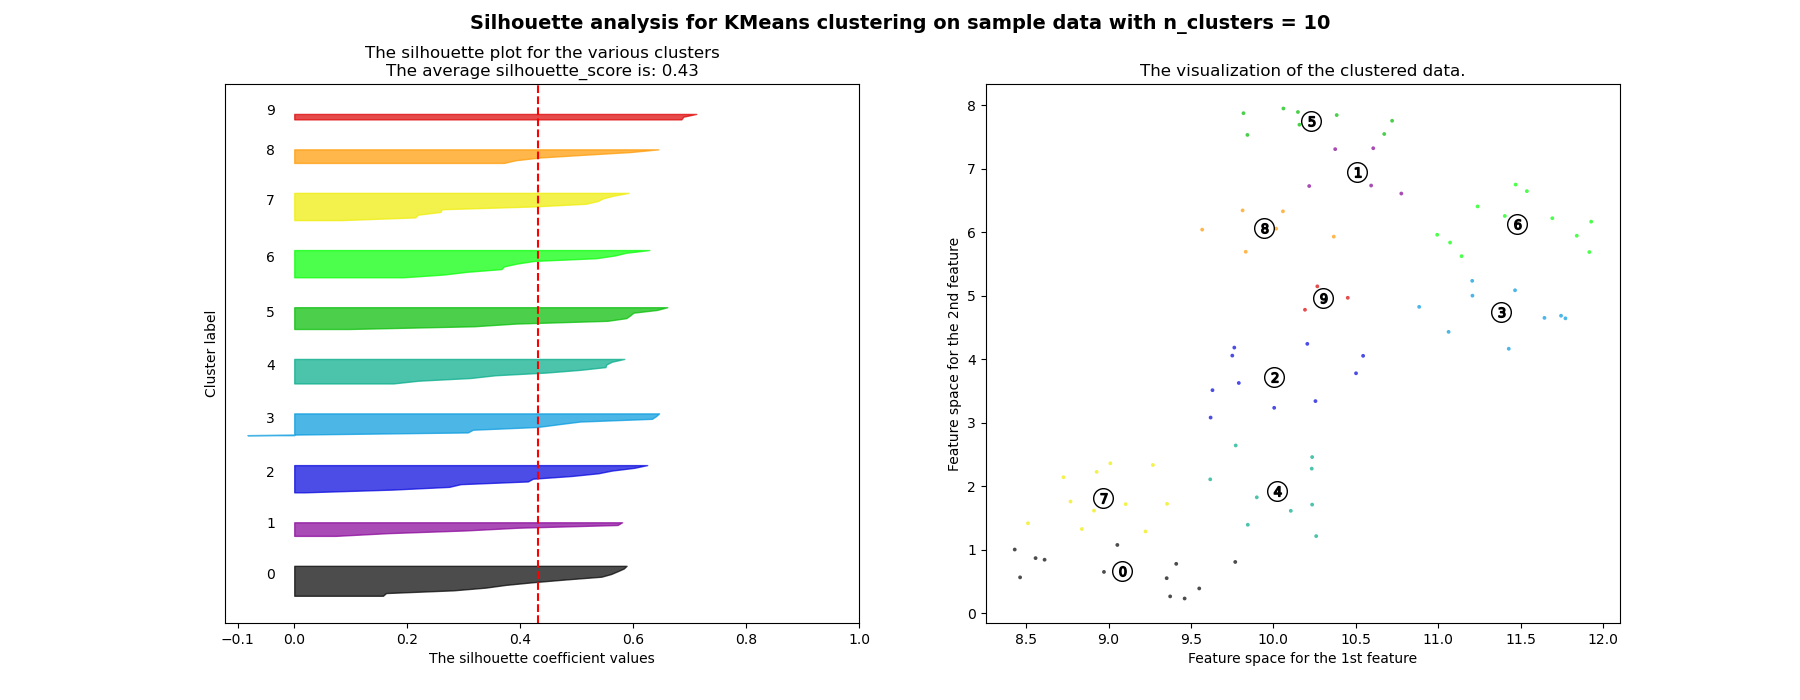 Silhouette analysis for KMeans clustering on sample data with n_clusters = 10
The silhouette plot for the various clusters
The average silhouette_score is: 0.43
9
8
7
6
5
4
3
2
1
0
Cluster label
−0.1 0.0 0.2 0.4 0.6 0.8 1.0
The silhouette coefficient values
The visualization of the clustered data.
8
7
6
5
4
3
2
1
0
Feature space for the 2nd feature
5
1
6
8
9
3
2
4
7
0
8.5 9.0 9.5 10.0 10.5 11.0 11.5 12.0
Feature space for the 1st feature